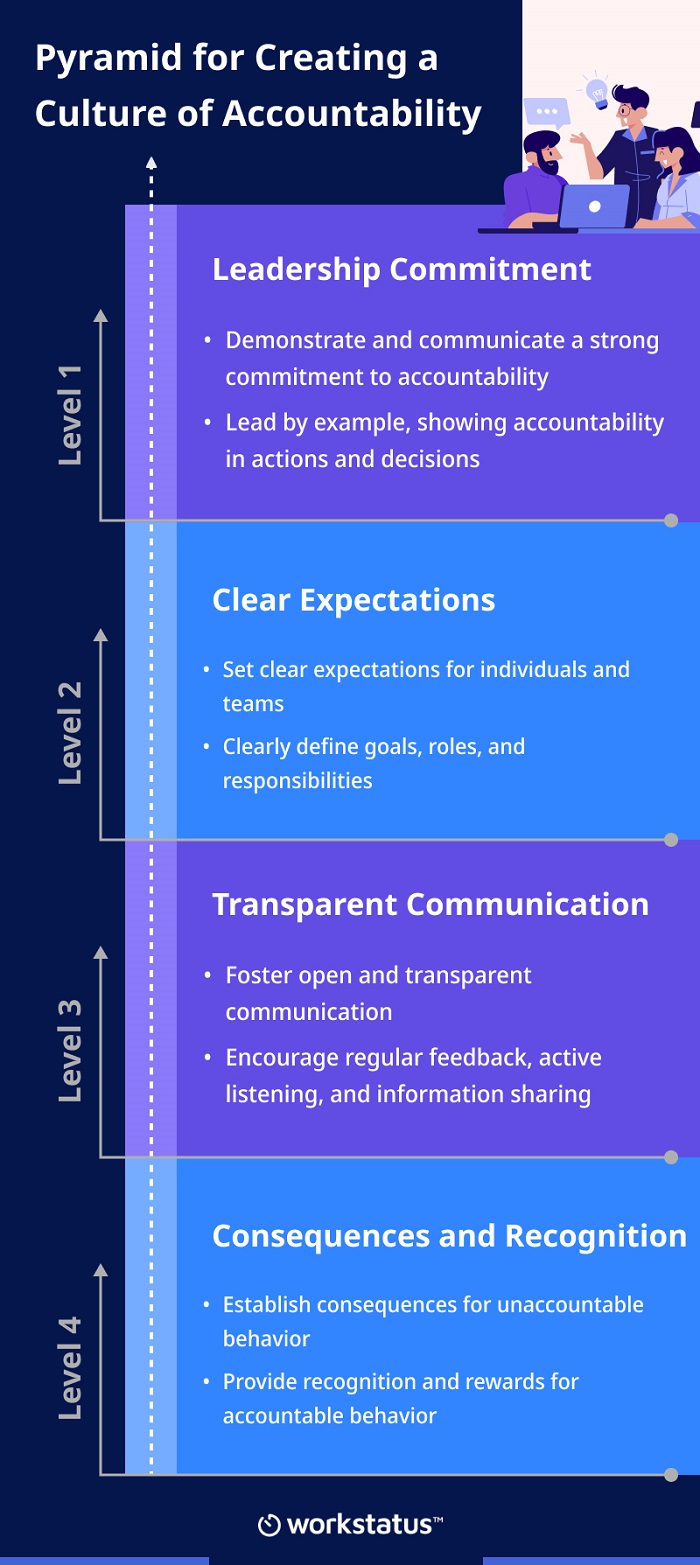 Pyramid for Creating a
Culture of Accountability
Level 1
Leadership Commitment
• Demonstrate and communicate a strong
commitment to accountability
• Lead by example, showing accountability
in actions and decisions
Level 2
Clear Expectations
• Set clear expectations for individuals and
teams
• Clearly define goals, roles, and
responsibilities
Level 3
Transparent Communication
• Foster open and transparent
communication
• Encourage regular feedback, active
listening, and information sharing
Level 4
Consequences and Recognition
• Establish consequences for unaccountable
behavior
• Provide recognition and rewards for
accountable behavior
workstatus™